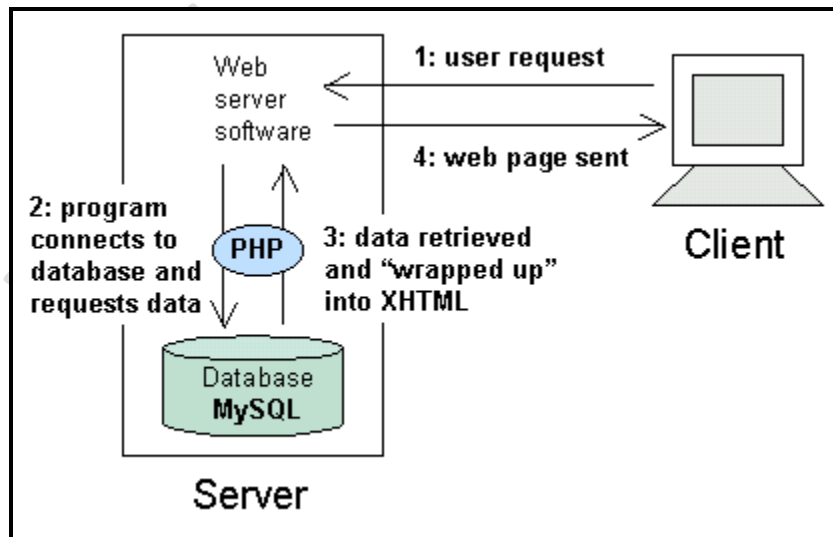 Web
server
software
1: user request
4: web page sent
2: program
connects to
database and
requests data
PHP
3: data retrieved
and “wrapped up”
into XHTML
Client
Database
MySQL
Server